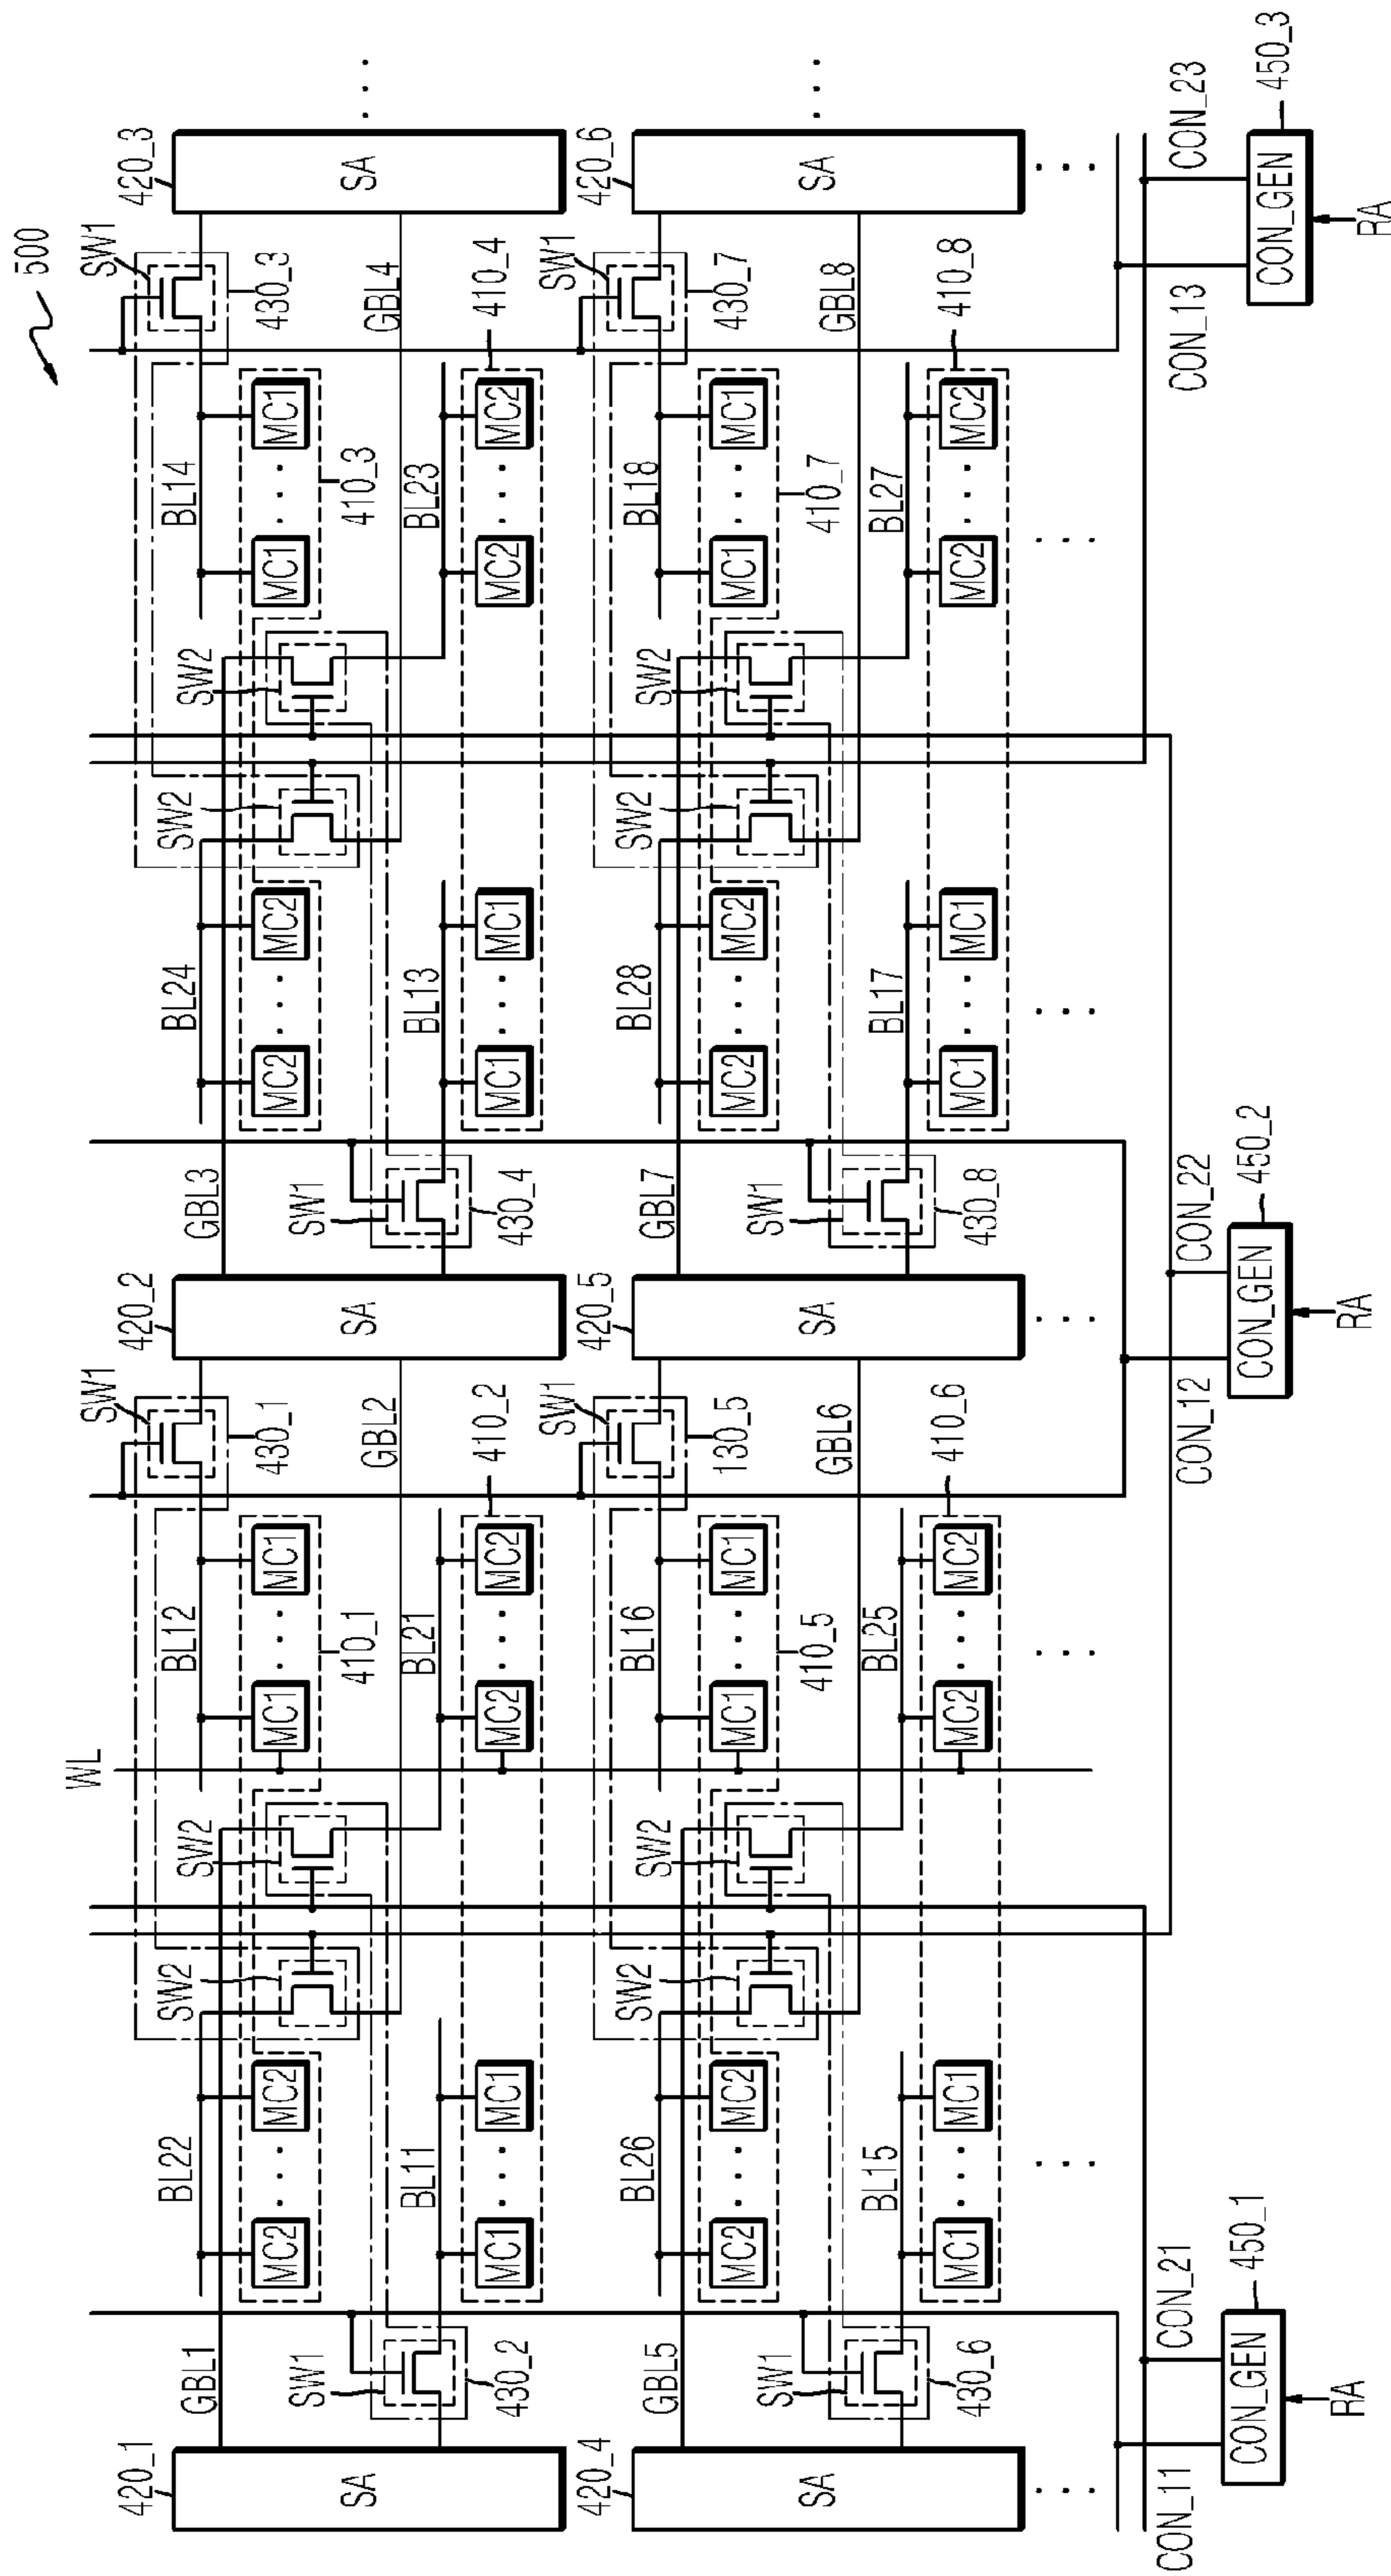 500
WL
SW1
SW1
420_1
420_2
420_3
BL22
SW2
BL12
BL24
SW2
BL14
GBL1
SW2
GBL3
SW2
MC2
MC2
MC1
MC1
430_1
MC2
MC2
MC1
MC1
430_3
SW1
SW1
SA
410_1
SA
410_3
SA
GBL2
GBL4
BL11
BL21
BL13
BL23
430_2
MC1
MC1
MC2
MC2
410_2
430_4
MC1
MC1
MC2
MC2
410_4
SW1
SW1
420_4
420_5
420_6
BL26
SW2
BL16
BL28
SW2
BL18
GBL5
SW2
GBL7
SW2
MC2
MC2
MC1
MC1
130_5
MC2
MC2
MC1
MC1
430_7
SW1
SW1
SA
410_5
SA
410_7
SA
GBL6
GBL8
BL15
BL25
BL17
BL27
430_6
MC1
MC1
MC2
MC2
410_6
430_8
MC1
MC1
MC2
MC2
410_8
CON_11
CON_21
CON_12
CON_22
CON_13
CON_23
CON_GEN
450_1
CON_GEN
450_2
CON_GEN
450_3
RA
RA
RA